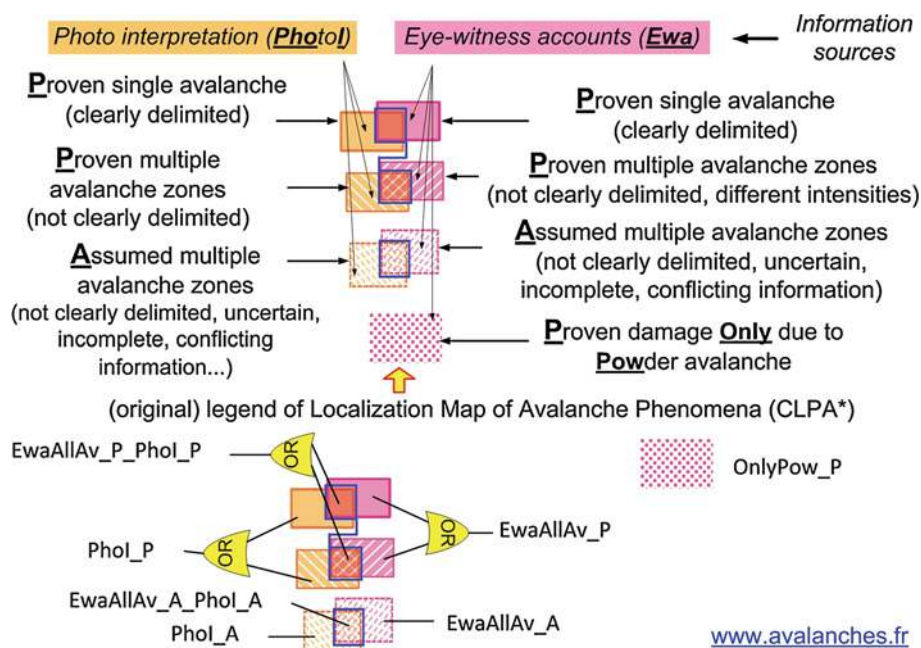 Photo interpretation (PhotoI)
Eye-witness accounts (Ewa)
Information
sources
Proven single avalanche
(clearly delimited)
Proven multiple
avalanche zones
(not clearly delimited)
Assumed multiple
avalanche zones
(not clearly delimited, uncertain,
incomplete, conflicting
information...)
Proven single avalanche
(clearly delimited)
Proven multiple avalanche zones
(not clearly delimited, different intensities)
Assumed multiple avalanche zones
(not clearly delimited, uncertain,
incomplete, conflicting information)
Proven damage Only due to
Powder avalanche
(original) legend of Localization Map of Avalanche Phenomena (CLPA*)
EwaAllAv_P_PhoI_P
OR
OnlyPow_P
PhoI_P
OR
OR
EwaAllAv_P
EwaAllAv_A_PhoI_A
PhoI_A
EwaAllAv_A
www.avalanches.fr